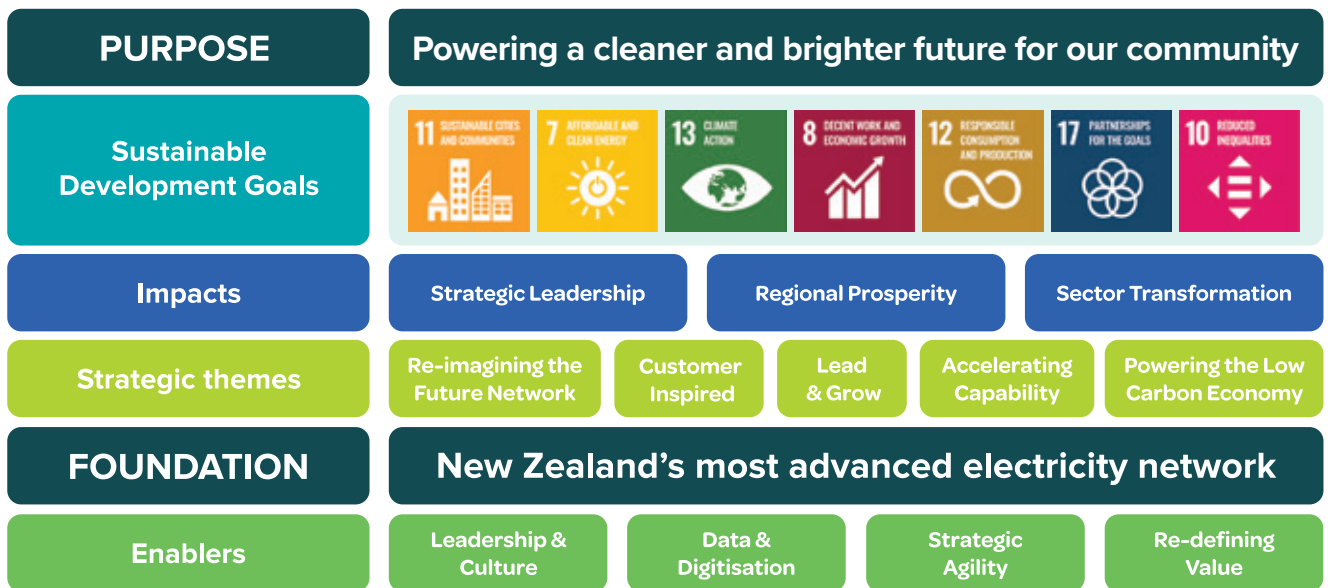 PURPOSE
Powering a cleaner and brighter future for our community
Sustainable
Development Goals
11 SUSTAINABLE CITIES
AND COMMUNITIES
7 AFFORDABLE AND
CLEAN ENERGY
13 CLIMATE
ACTION
8 DECENT WORK AND
ECONOMIC GROWTH
12 RESPONSIBLE
CONSUMPTION
AND PRODUCTION
17 PARTNERSHIPS
FOR THE GOALS
10 REDUCED
INEQUALITIES
Impacts
Strategic Leadership
Regional Prosperity
Sector Transformation
Strategic themes
Re-imagining the
Future Network
Customer
Inspired
Lead
& Grow
Accelerating
Capability
Powering the Low
Carbon Economy
FOUNDATION
New Zealand’s most advanced electricity network
Enablers
Leadership &
Culture
Data &
Digitisation
Strategic
Agility
Re-defining
Value